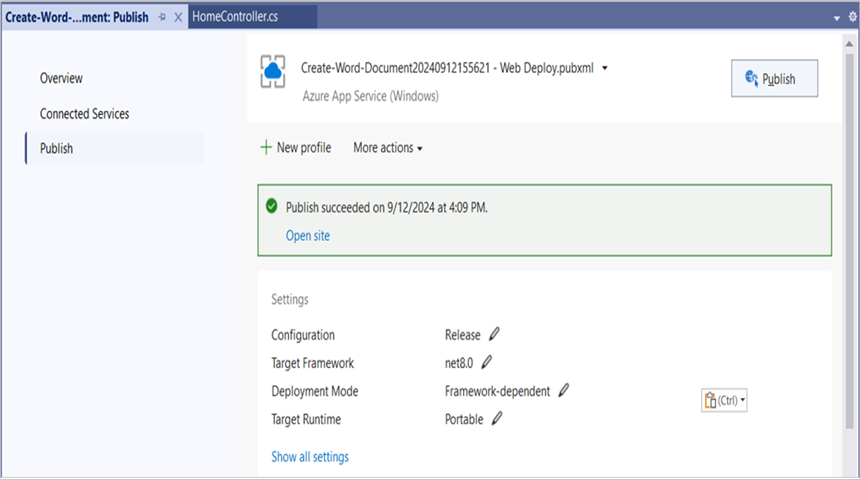 Create-Word-...ment: Publish
HomeController.cs
Overview
Connected Services
Publish
Create-Word-Document20240912155621 - Web Deploy.pubxml
Azure App Service (Windows)
Publish
New profile
More actions
Publish succeeded on 9/12/2024 at 4:09 PM.
Open site
Settings
Configuration Release
Target Framework net8.0
Deployment Mode Framework-dependent
(Ctrl)
Target Runtime Portable
Show all settings